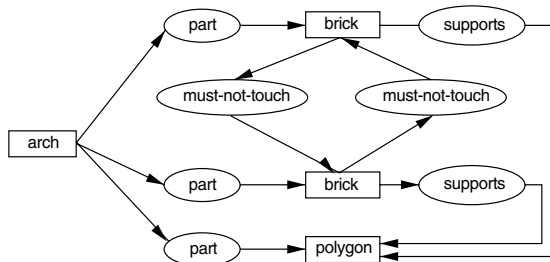 part brick supports
must-not-touch must-not-touch
arch
part brick supports
part polygon